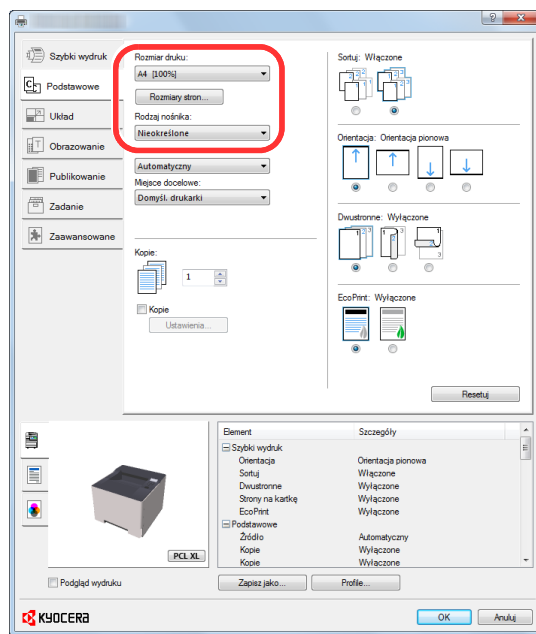 Szybki wydruk
Podstawowe
Układ
Obrazowanie
Publikowanie
Zadanie
Zaawansowane
Rozmiar druku:
A4 [100%]
Rozmiary stron...
Rodzaj nośnika:
Nieokreślone
Automatyczny
Miejsce docelowe:
Domyśl. drukarki
Kopie:
1
Kopie
Ustawienia...
Sortuj: Włączone
Orientacja: Orientacja pionowa
Dwustronne: Wyłączone
EcoPrint: Wyłączone
Resetuj
PCL XL
Podgląd wydruku
Element Szczegóły
Szybki wydruk
Orientacja Orientacja pionowa
Sortuj Włączone
Dwustronne Wyłączone
Strony na kartkę Wyłączone
EcoPrint Wyłączone
Podstawowe
Źródło Automatyczny
Kopie Wyłączone
Kopie Wyłączone
Zapisz jako... Profile...
KYOCERA
OK Anuluj